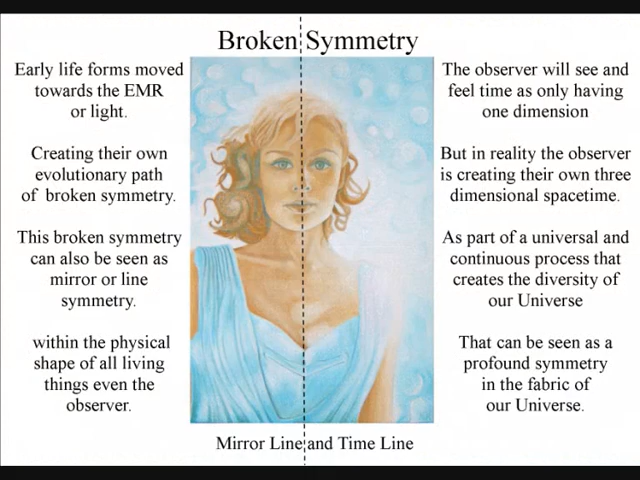 Broken Symmetry
Early life forms moved
towards the EMR
or light.
Creating their own
evolutionary path
of broken symmetry.
This broken symmetry
can also be seen as
mirror or line
symmetry.
within the physical
shape of all living
things even the
observer.
The observer will see and
feel time as only having
one dimension
But in reality the observer
is creating their own three
dimensional spacetime.
As part of a universal and
continuous process that
creates the diversity of
our Universe
That can be seen as a
profound symmetry
in the fabric of
our Universe.
Mirror Line and Time Line